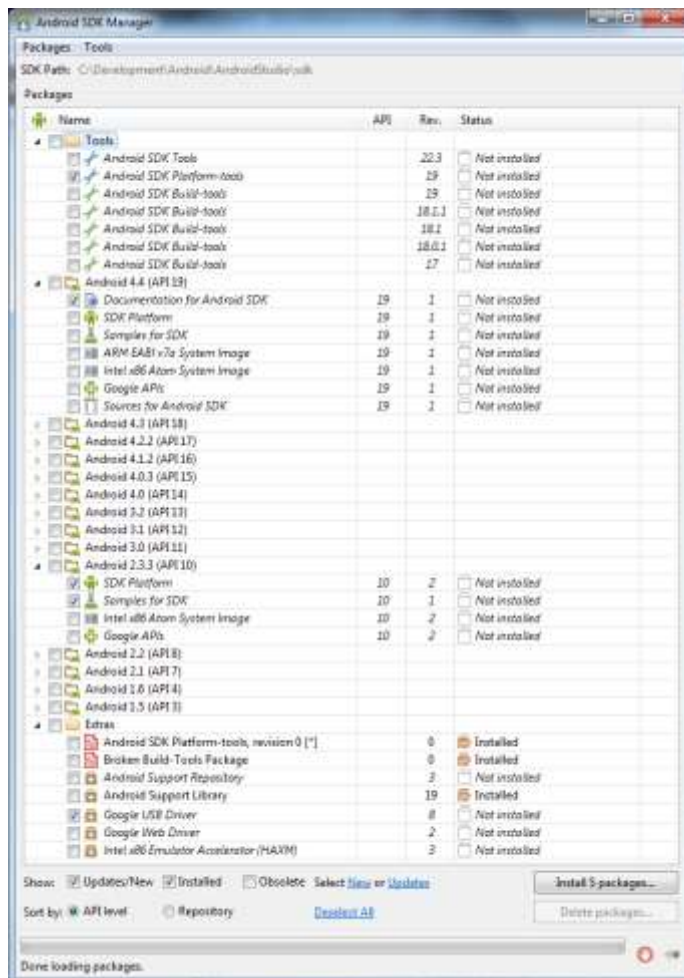 Android SDK Manager
Packages Tools
SDK Path: C:\Development\Android\AndroidStudio\sdk
Packages
Name API Rev. Status
Tools
Android SDK Tools 22.3 Not installed
Android SDK Platform-tools 19 Not installed
Android SDK Build-tools 19 Not installed
Android SDK Build-tools 18.1.1 Not installed
Android SDK Build-tools 18.1 Not installed
Android SDK Build-tools 18.0.1 Not installed
Android SDK Build-tools 17 Not installed
Android 4.4 (API 19)
Documentation for Android SDK 19 1 Not installed
SDK Platform 19 1 Not installed
Samples for SDK 19 1 Not installed
ARM EABI v7a System Image 19 1 Not installed
Intel x86 Atom System Image 19 1 Not installed
Google APIs 19 1 Not installed
Sources for Android SDK 19 1 Not installed
Android 4.3 (API 18)
Android 4.2.2 (API 17)
Android 4.1.2 (API 16)
Android 4.0.3 (API 15)
Android 4.0 (API 14)
Android 3.2 (API 13)
Android 3.1 (API 12)
Android 3.0 (API 11)
Android 2.3.3 (API 10)
SDK Platform 10 2 Not installed
Samples for SDK 10 1 Not installed
Intel x86 Atom System Image 10 2 Not installed
Google APIs 10 2 Not installed
Android 2.2 (API 8)
Android 2.1 (API 7)
Android 1.6 (API 4)
Android 1.5 (API 3)
Extras
Android SDK Platform-tools, revision 0 [*] 0 Installed
Broken Build-Tools Package 0 Installed
Android Support Repository 3 Not installed
Android Support Library 19 Installed
Google USB Driver 8 Not installed
Google Web Driver 2 Not installed
Intel x86 Emulator Accelerator (HAXM) 3 Not installed
Show: Updates/New Installed Obsolete Select New or Updates Install 5 packages...
Sort by: API level Repository Deselect All Delete packages...
Done loading packages.